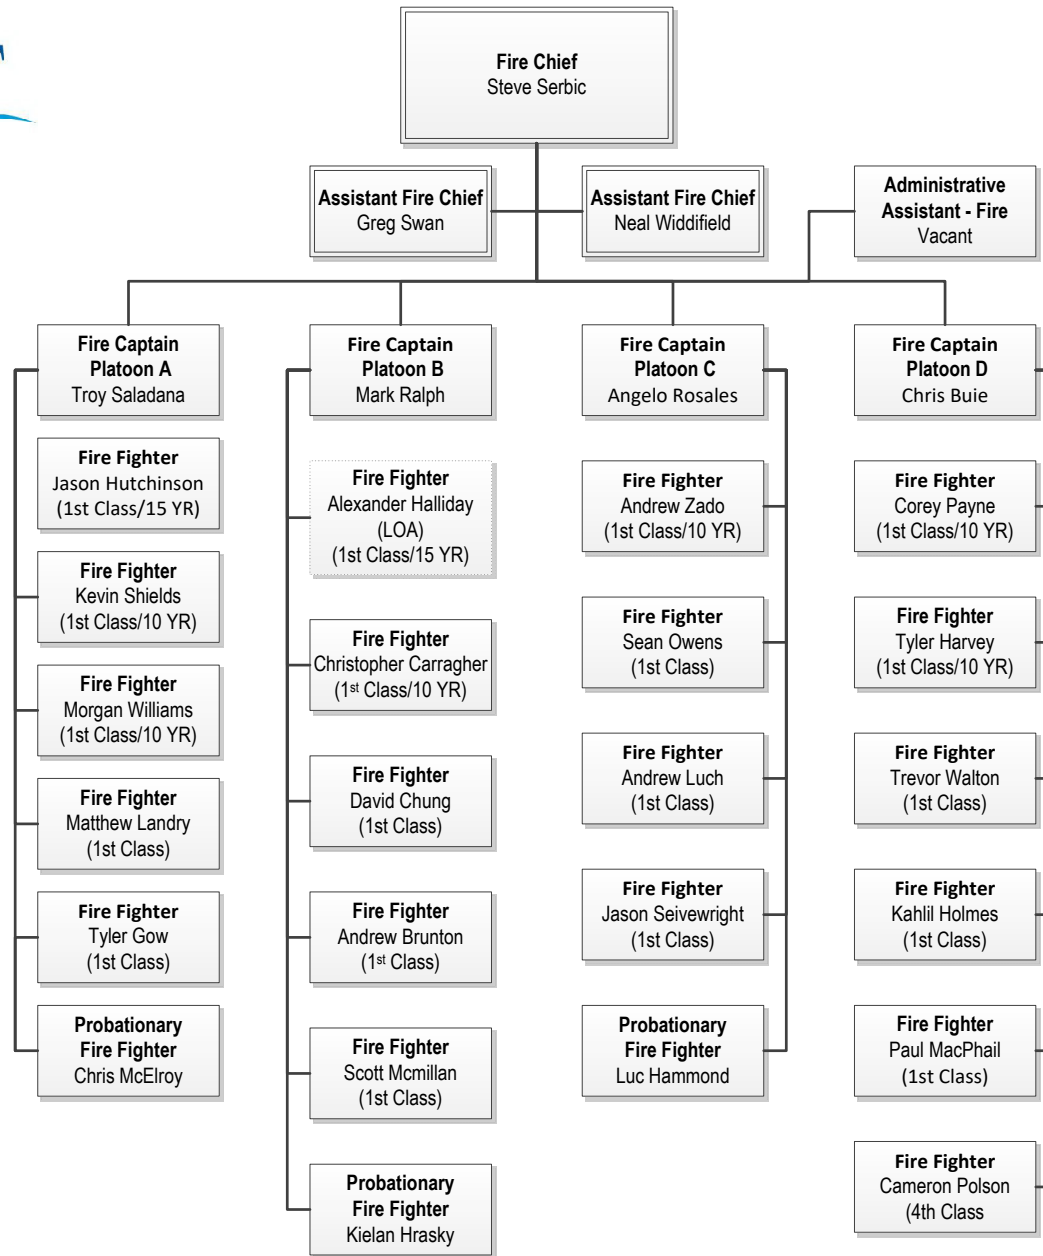 Fire Chief
Steve Serbic
Assistant Fire Chief
Greg Swan
Assistant Fire Chief
Neal Widdifield
Administrative
Assistant - Fire
Vacant
Fire Captain
Platoon A
Troy Saladana
Fire Fighter
Jason Hutchinson
(1st Class/15 YR)
Fire Fighter
Kevin Shields
(1st Class/10 YR)
Fire Fighter
Morgan Williams
(1st Class/10 YR)
Fire Fighter
Matthew Landry
(1st Class)
Fire Fighter
Tyler Gow
(1st Class)
Probationary
Fire Fighter
Chris McElroy
Fire Captain
Platoon B
Mark Ralph
Fire Fighter
Alexander Halliday
(LOA)
(1st Class/15 YR)
Fire Fighter
Christopher Carragher
(1st Class/10 YR)
Fire Fighter
David Chung
(1st Class)
Fire Fighter
Andrew Brunton
(1st Class)
Fire Fighter
Scott Mcmillan
(1st Class)
Probationary
Fire Fighter
Kielan Hrasky
Fire Captain
Platoon C
Angelo Rosales
Fire Fighter
Andrew Zado
(1st Class/10 YR)
Fire Fighter
Sean Owens
(1st Class)
Fire Fighter
Andrew Luch
(1st Class)
Fire Fighter
Jason Seivewright
(1st Class)
Probationary
Fire Fighter
Luc Hammond
Fire Captain
Platoon D
Chris Buie
Fire Fighter
Corey Payne
(1st Class/10 YR)
Fire Fighter
Tyler Harvey
(1st Class/10 YR)
Fire Fighter
Trevor Walton
(1st Class)
Fire Fighter
Kahlil Holmes
(1st Class)
Fire Fighter
Paul MacPhail
(1st Class)
Fire Fighter
Cameron Polson
(4th Class